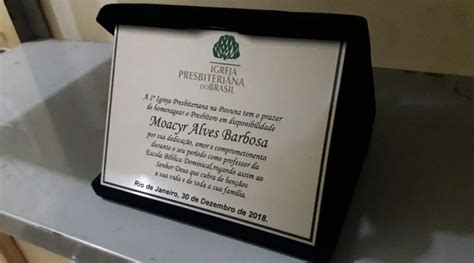 IGREJA
PRESBITERIANA
DO BRASIL
A 1ª Igreja Presbiteriana na Pavuna tem o prazer
de homenagear o Presbítero em disponibilidade
Moacyr Alves Barbosa
por sua dedicação, amor e comprometimento
durante o seu período como professor da
Escola Bíblica Dominical, rogando assim ao
Senhor Deus que cubra de bençãos
a sua vida e de toda a sua família.
Rio de Janeiro, 30 de Dezembro de 2018.